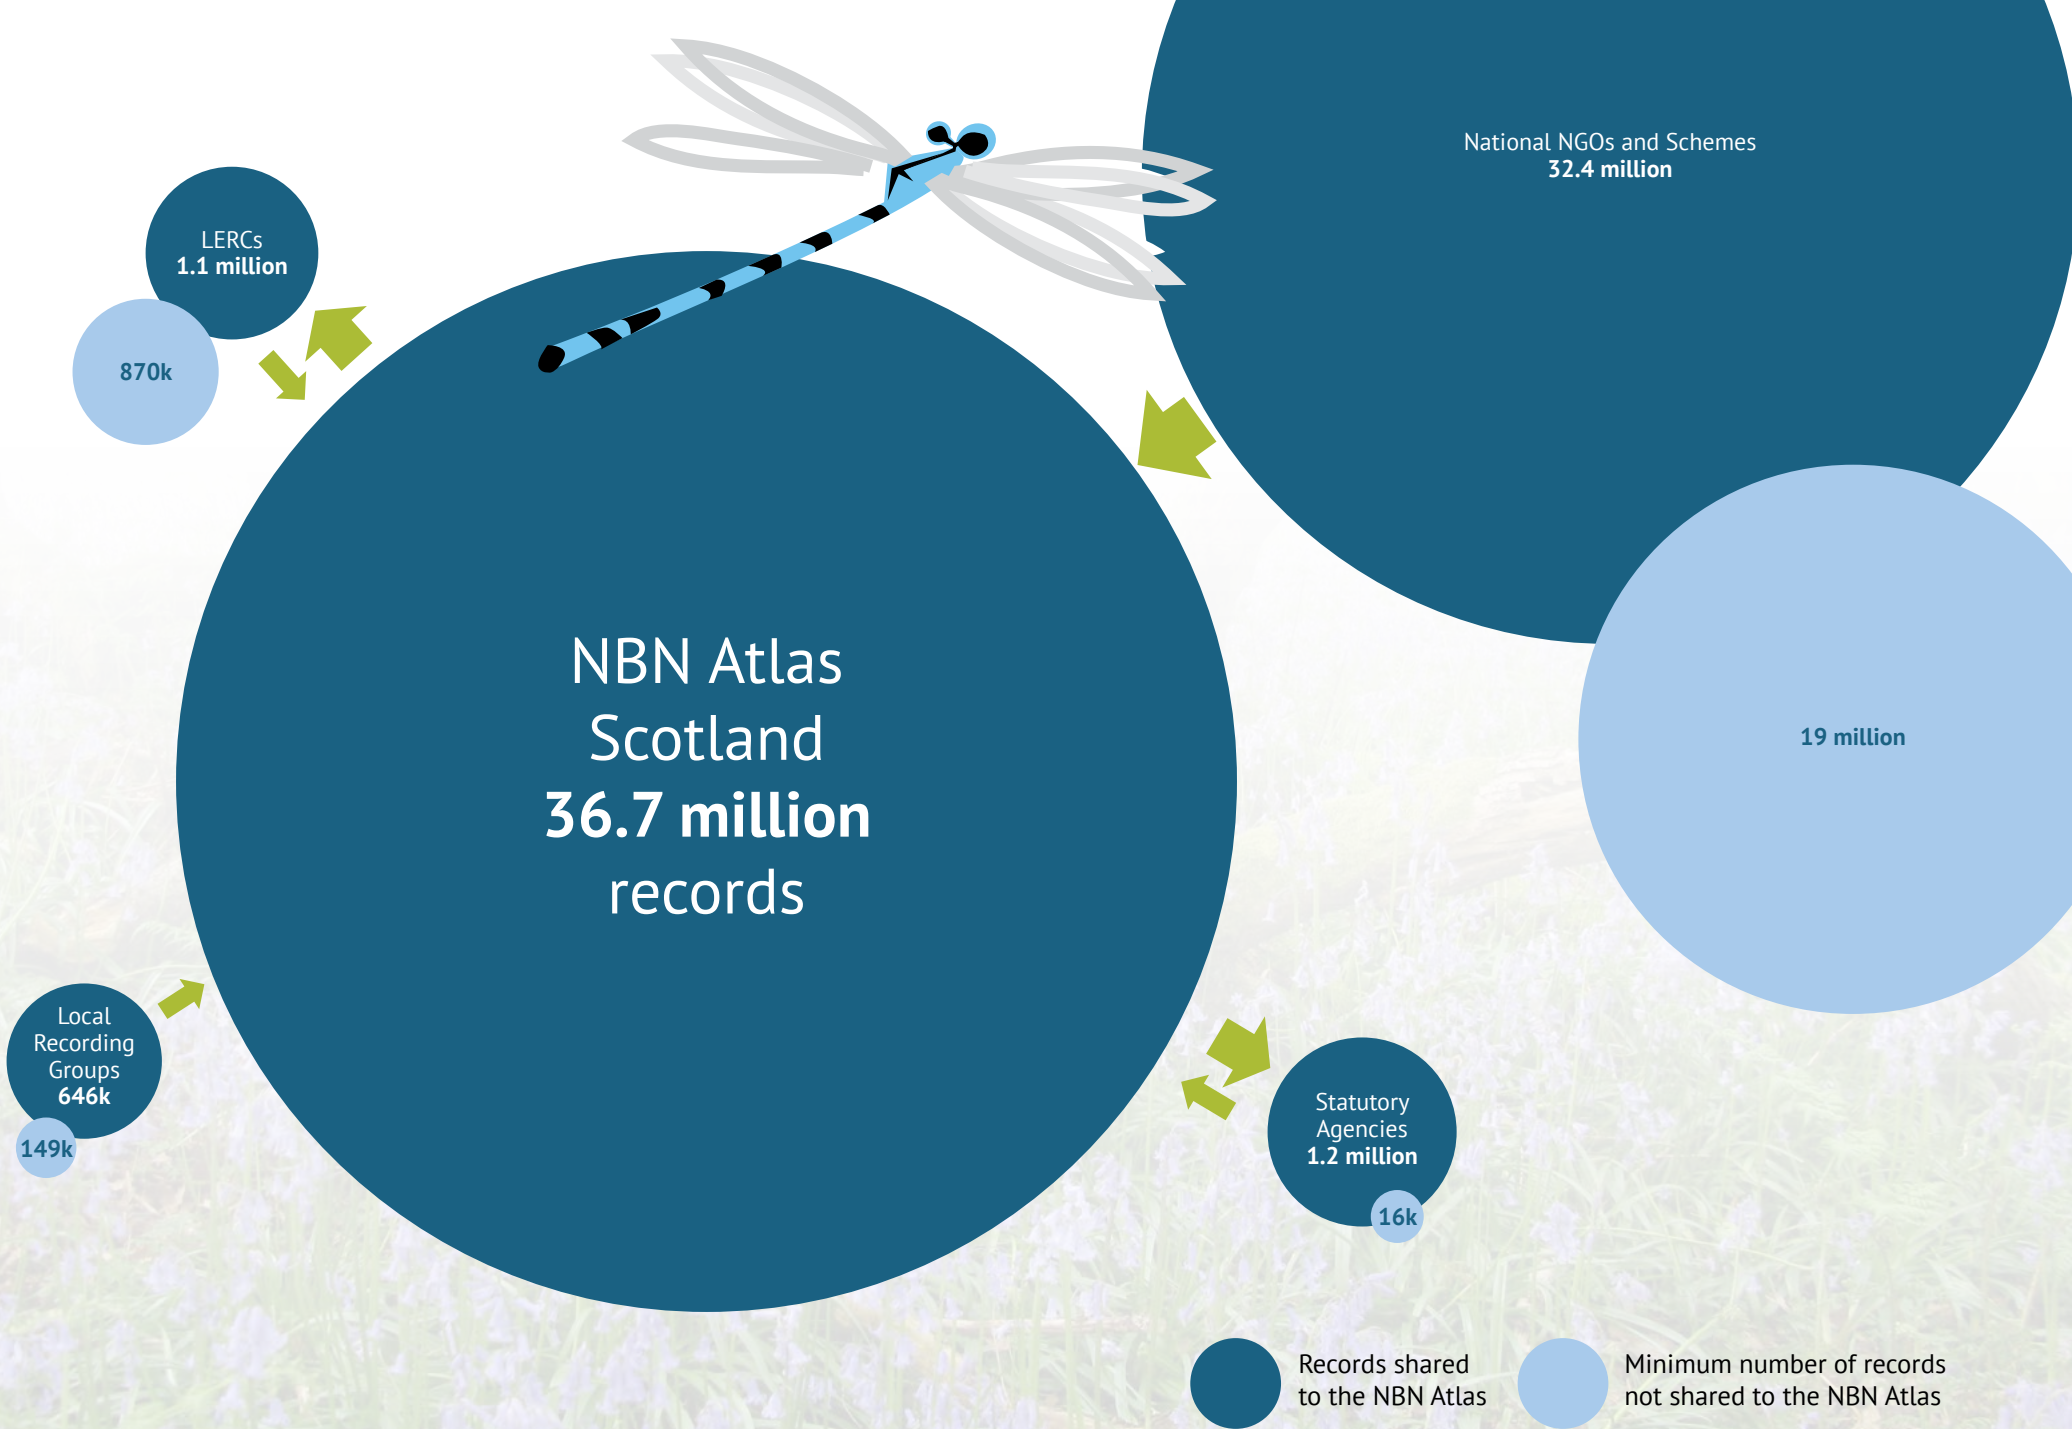 National NGOs and Schemes
32.4 million
LERCs
1.1 million
870k
NBN Atlas
Scotland
36.7 million
records
19 million
Local
Recording
Groups
646k
149k
Statutory
Agencies
1.2 million
16k
Records shared
to the NBN Atlas
Minimum number of records
not shared to the NBN Atlas